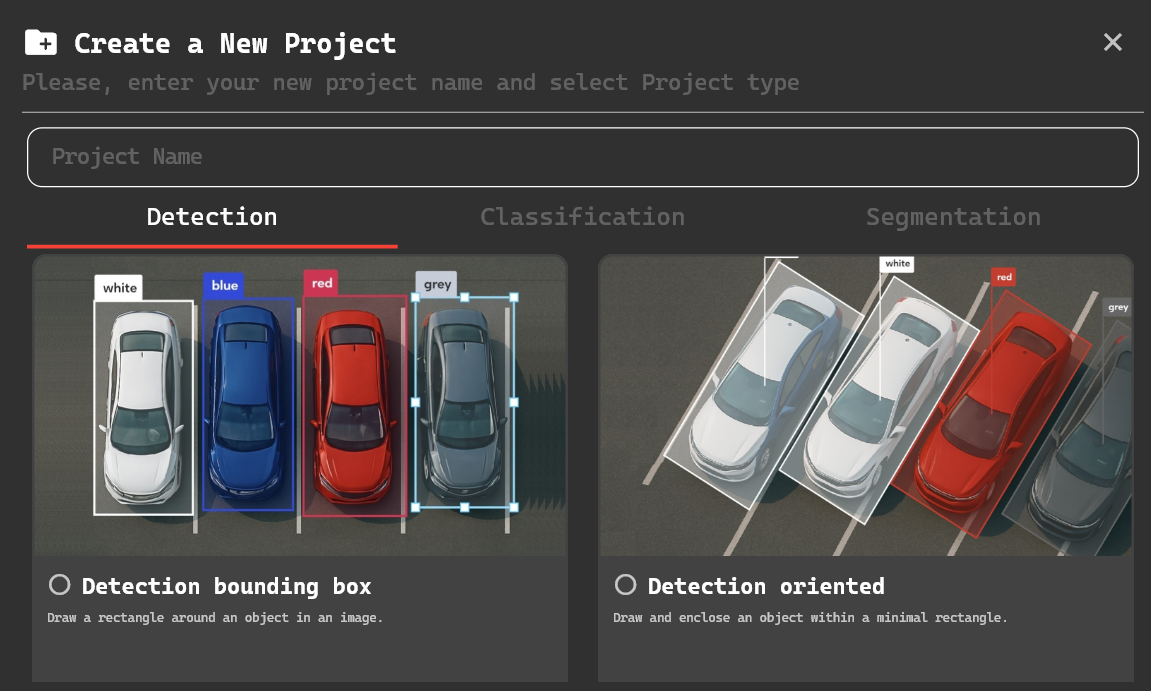 Create a New Project
Please, enter your new project name and select Project type
Project Name
Detection Classification Segmentation
white blue red grey
white red grey
Detection bounding box
Draw a rectangle around an object in an image.
Detection oriented
Draw and enclose an object within a minimal rectangle.